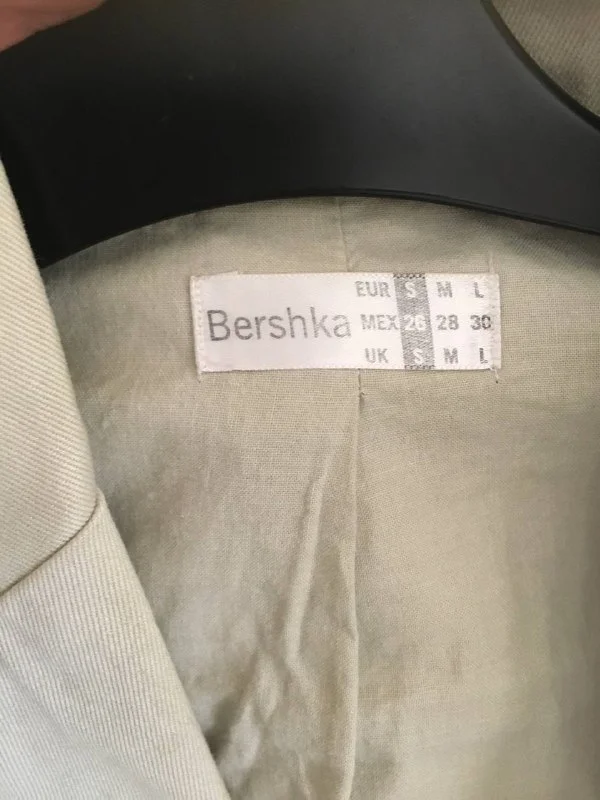 Bershka
EUR S M L
MEX 26 28 30
UK S M L